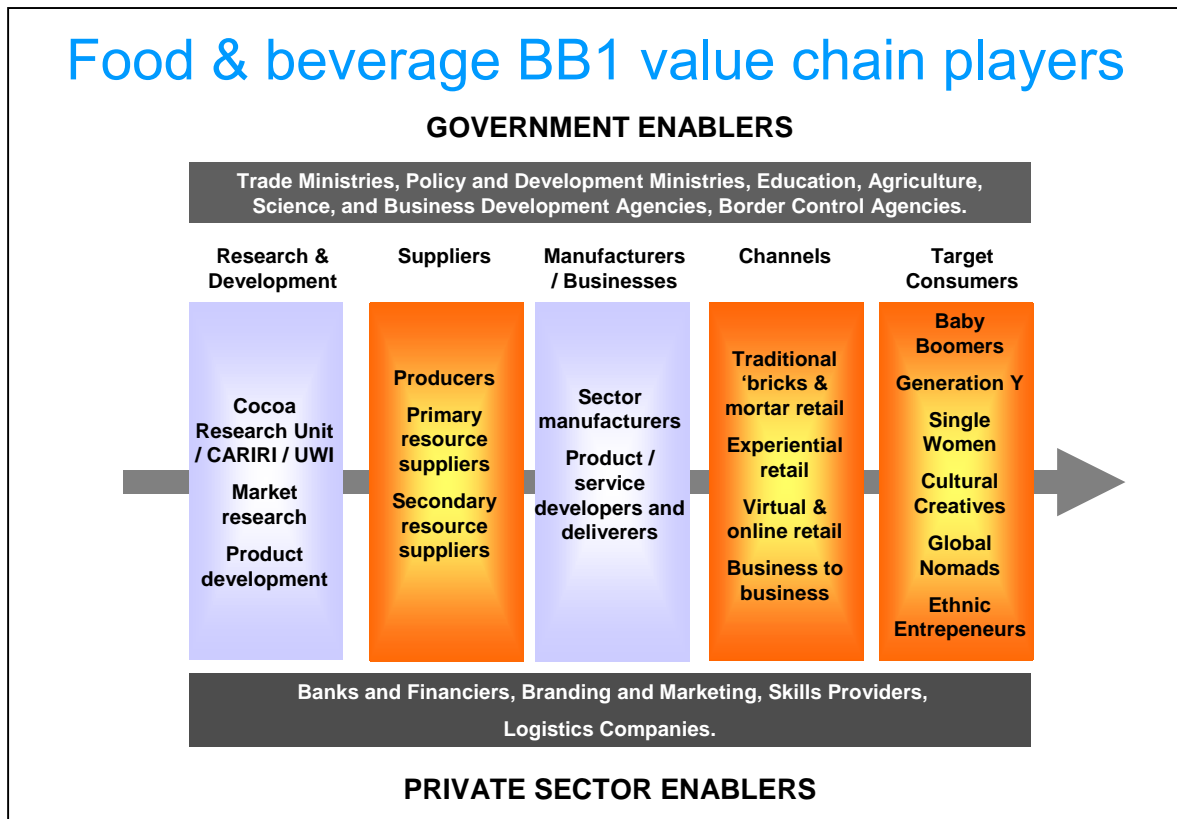 Food & beverage BB1 value chain players
GOVERNMENT ENABLERS
Trade Ministries, Policy and Development Ministries, Education, Agriculture,
Science, and Business Development Agencies, Border Control Agencies.
Research &
Development
Cocoa
Research Unit
/ CARIRI / UWI
Market
research
Product
development
Suppliers
Producers
Primary
resource
suppliers
Secondary
resource
suppliers
Manufacturers
/ Businesses
Sector
manufacturers
Product /
service
developers and
deliverers
Channels
Traditional
‘bricks &
mortar retail
Experiential
retail
Virtual &
online retail
Business to
business
Target
Consumers
Baby
Boomers
Generation Y
Single
Women
Cultural
Creatives
Global
Nomads
Ethnic
Entrepeneurs
Banks and Financiers, Branding and Marketing, Skills Providers,
Logistics Companies.
PRIVATE SECTOR ENABLERS